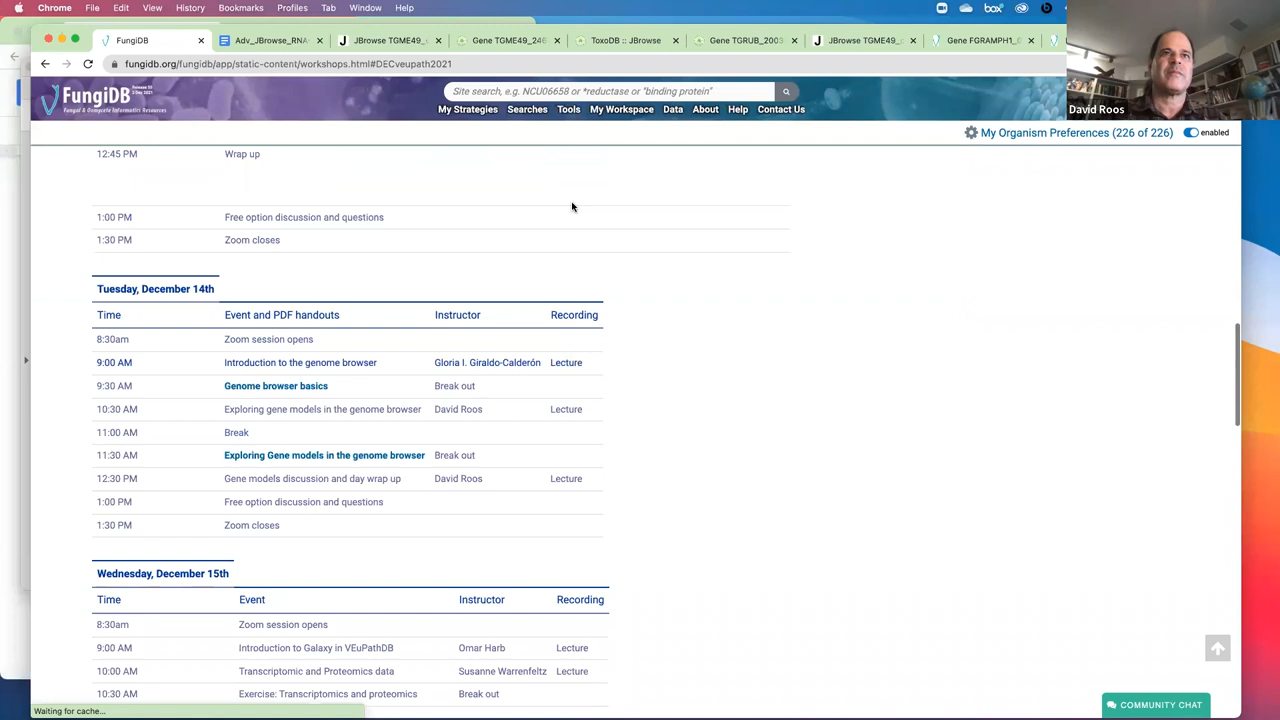 Chrome File Edit View History Bookmarks Profiles Tab Window Help
box
FungiDB Adv_JBrowse_RNA JBrowse TGME49_ Gene TGME49_246 ToxoDB :: JBrowse Gene TGRUB_2003 JBrowse TGME49_ Gene FGRAMPH1_0
fungidb.org/fungidb/app/static-content/workshops.html#DECveupath2021
FungiDB
Fungal & Oomycete Informatics Resources
Site search, e.g. NCU06658 or *reductase or "binding protein"
My Strategies Searches Tools My Workspace Data About Help Contact Us
David Roos
My Organism Preferences (226 of 226) enabled
12:45 PM Wrap up
1:00 PM Free option discussion and questions
1:30 PM Zoom closes
Tuesday, December 14th
Time Event and PDF handouts Instructor Recording
8:30am Zoom session opens
9:00 AM Introduction to the genome browser Gloria I. Giraldo-Calderón Lecture
9:30 AM Genome browser basics Break out
10:30 AM Exploring gene models in the genome browser David Roos Lecture
11:00 AM Break
11:30 AM Exploring Gene models in the genome browser Break out
12:30 PM Gene models discussion and day wrap up David Roos Lecture
1:00 PM Free option discussion and questions
1:30 PM Zoom closes
Wednesday, December 15th
Time Event Instructor Recording
8:30am Zoom session opens
9:00 AM Introduction to Galaxy in VEuPathDB Omar Harb Lecture
10:00 AM Transcriptomic and Proteomics data Susanne Warrenfeltz Lecture
10:30 AM Exercise: Transcriptomics and proteomics Break out
Waiting for cache...
COMMUNITY CHAT